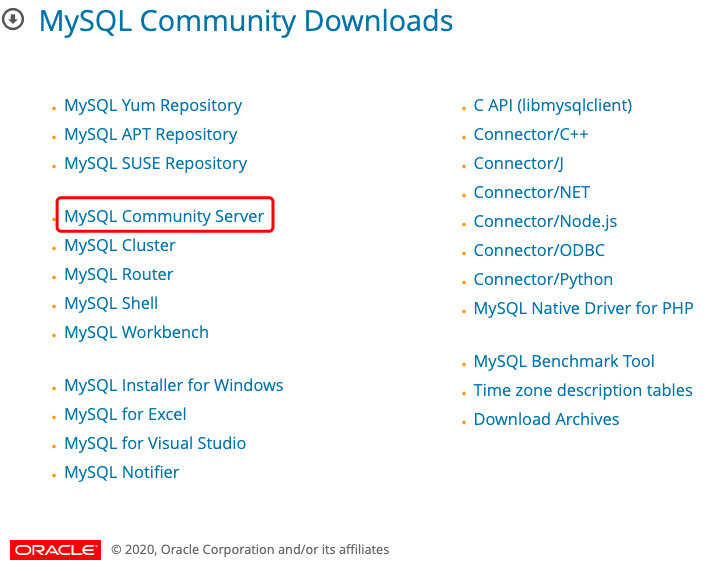 MySQL Community Downloads
MySQL Yum Repository
MySQL APT Repository
MySQL SUSE Repository
MySQL Community Server
MySQL Cluster
MySQL Router
MySQL Shell
MySQL Workbench
MySQL Installer for Windows
MySQL for Excel
MySQL for Visual Studio
MySQL Notifier
C API (libmysqlclient)
Connector/C++
Connector/J
Connector/NET
Connector/Node.js
Connector/ODBC
Connector/Python
MySQL Native Driver for PHP
MySQL Benchmark Tool
Time zone description tables
Download Archives
ORACLE © 2020, Oracle Corporation and/or its affiliates